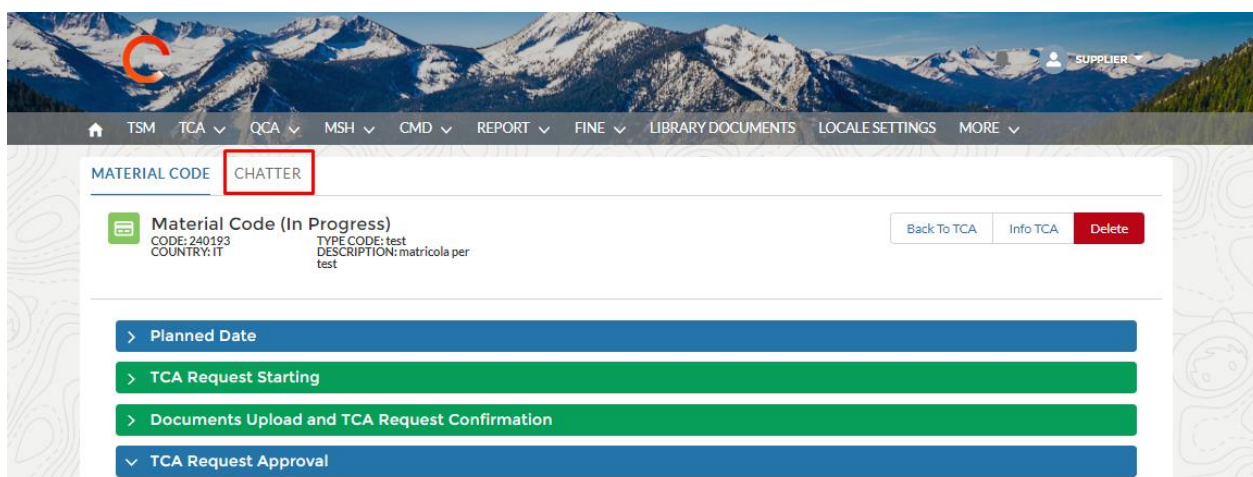 SUPPLIER
TSM TCA QCA MSH CMD REPORT FINE LIBRARY DOCUMENTS LOCALE SETTINGS MORE
MATERIAL CODE CHATTER
Material Code (In Progress)
CODE: 240193 TYPE CODE: test
COUNTRY: IT DESCRIPTION: matricola per
test
Back To TCA Info TCA Delete
Planned Date
TCA Request Starting
Documents Upload and TCA Request Confirmation
TCA Request Approval